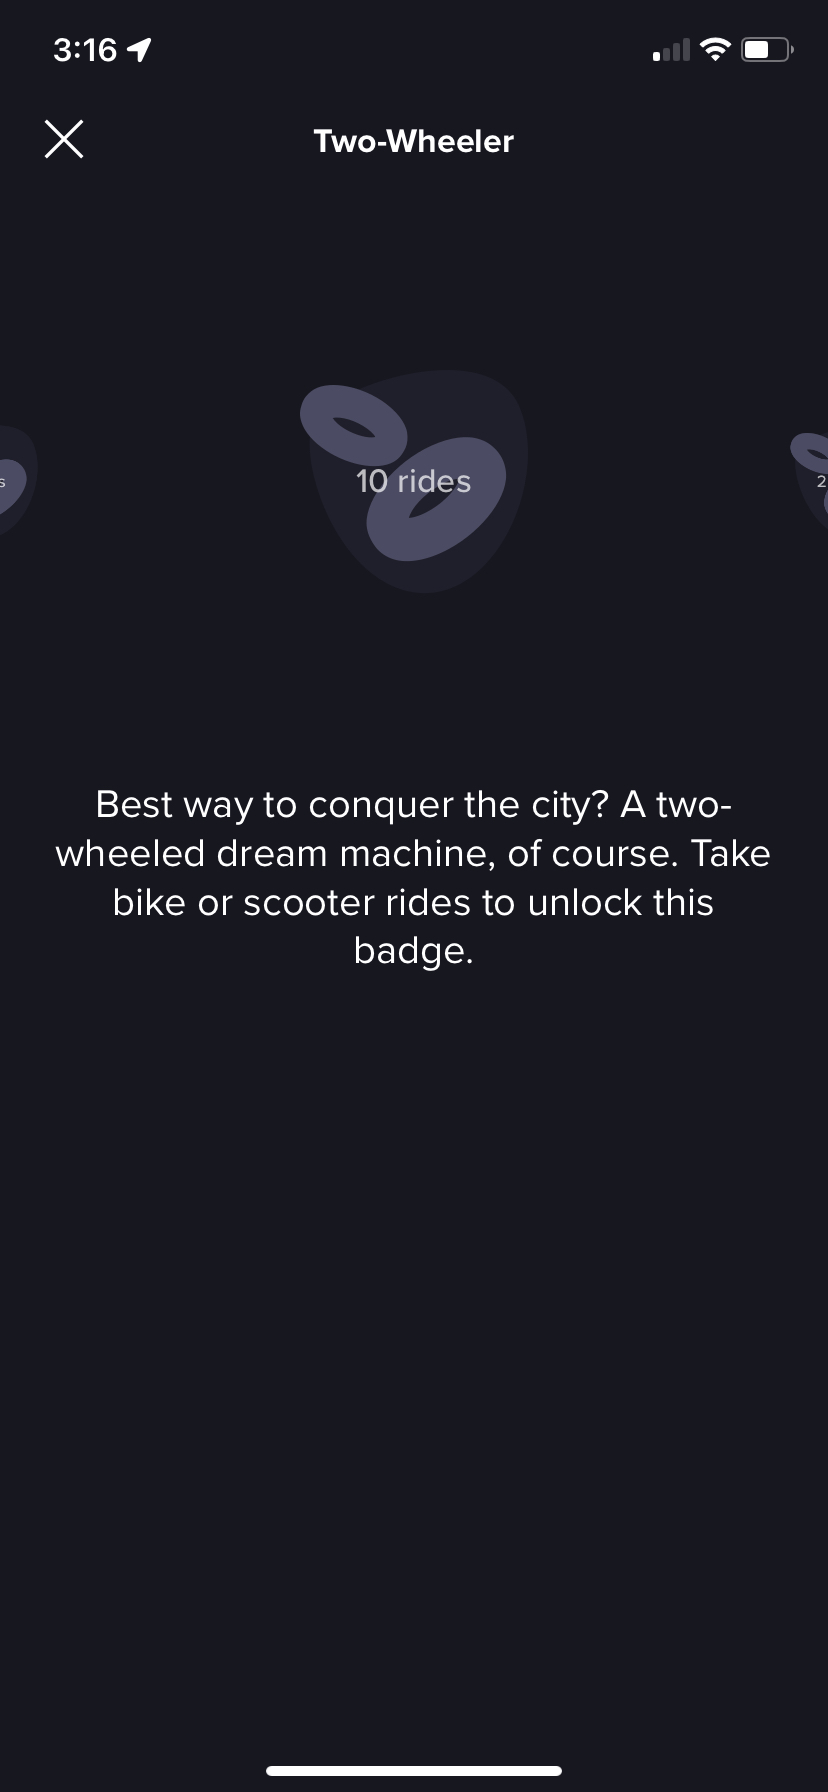 3:16
Two-Wheeler
s
10 rides
2
Best way to conquer the city? A two-
wheeled dream machine, of course. Take
bike or scooter rides to unlock this
badge.